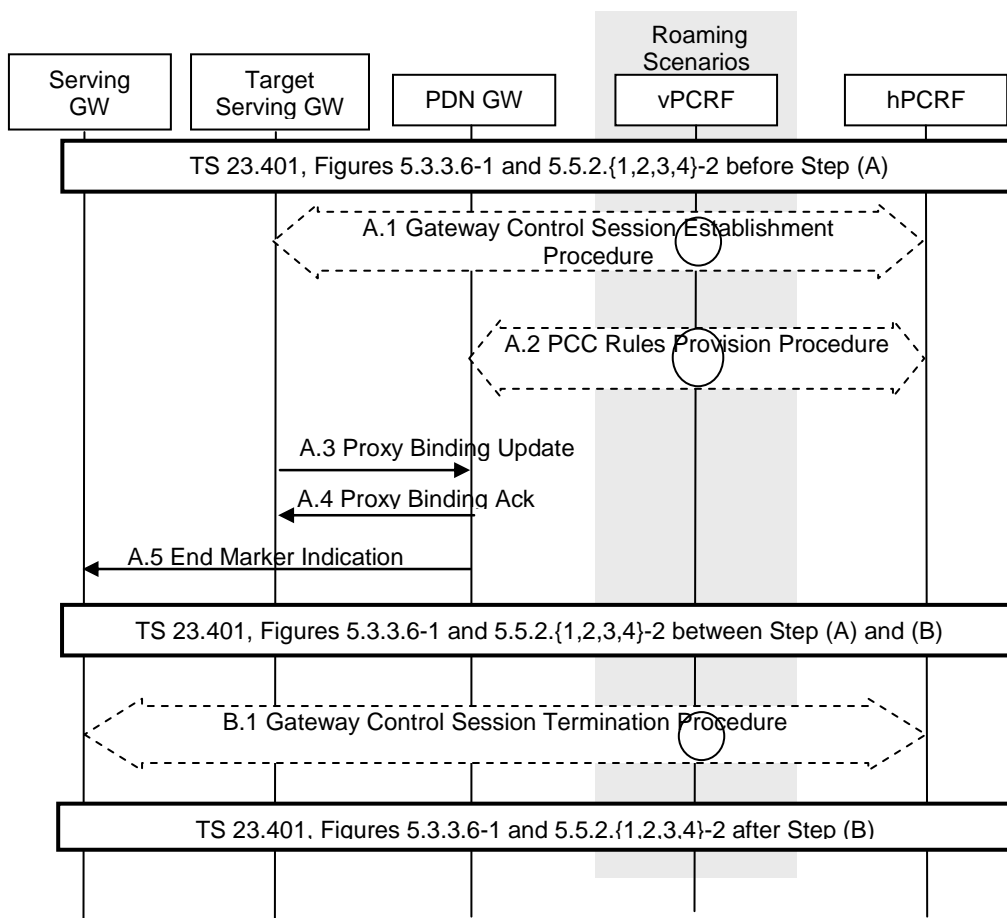 Roaming
Scenarios
Serving
GW
Target
Serving GW
PDN GW
vPCRF
hPCRF
TS 23.401, Figures 5.3.3.6-1 and 5.5.2.{1,2,3,4}-2 before Step (A)
A.1 Gateway Control Session Establishment
Procedure
A.2 PCC Rules Provision Procedure
A.3 Proxy Binding Update
A.4 Proxy Binding Ack
A.5 End Marker Indication
TS 23.401, Figures 5.3.3.6-1 and 5.5.2.{1,2,3,4}-2 between Step (A) and (B)
B.1 Gateway Control Session Termination Procedure
TS 23.401, Figures 5.3.3.6-1 and 5.5.2.{1,2,3,4}-2 after Step (B)